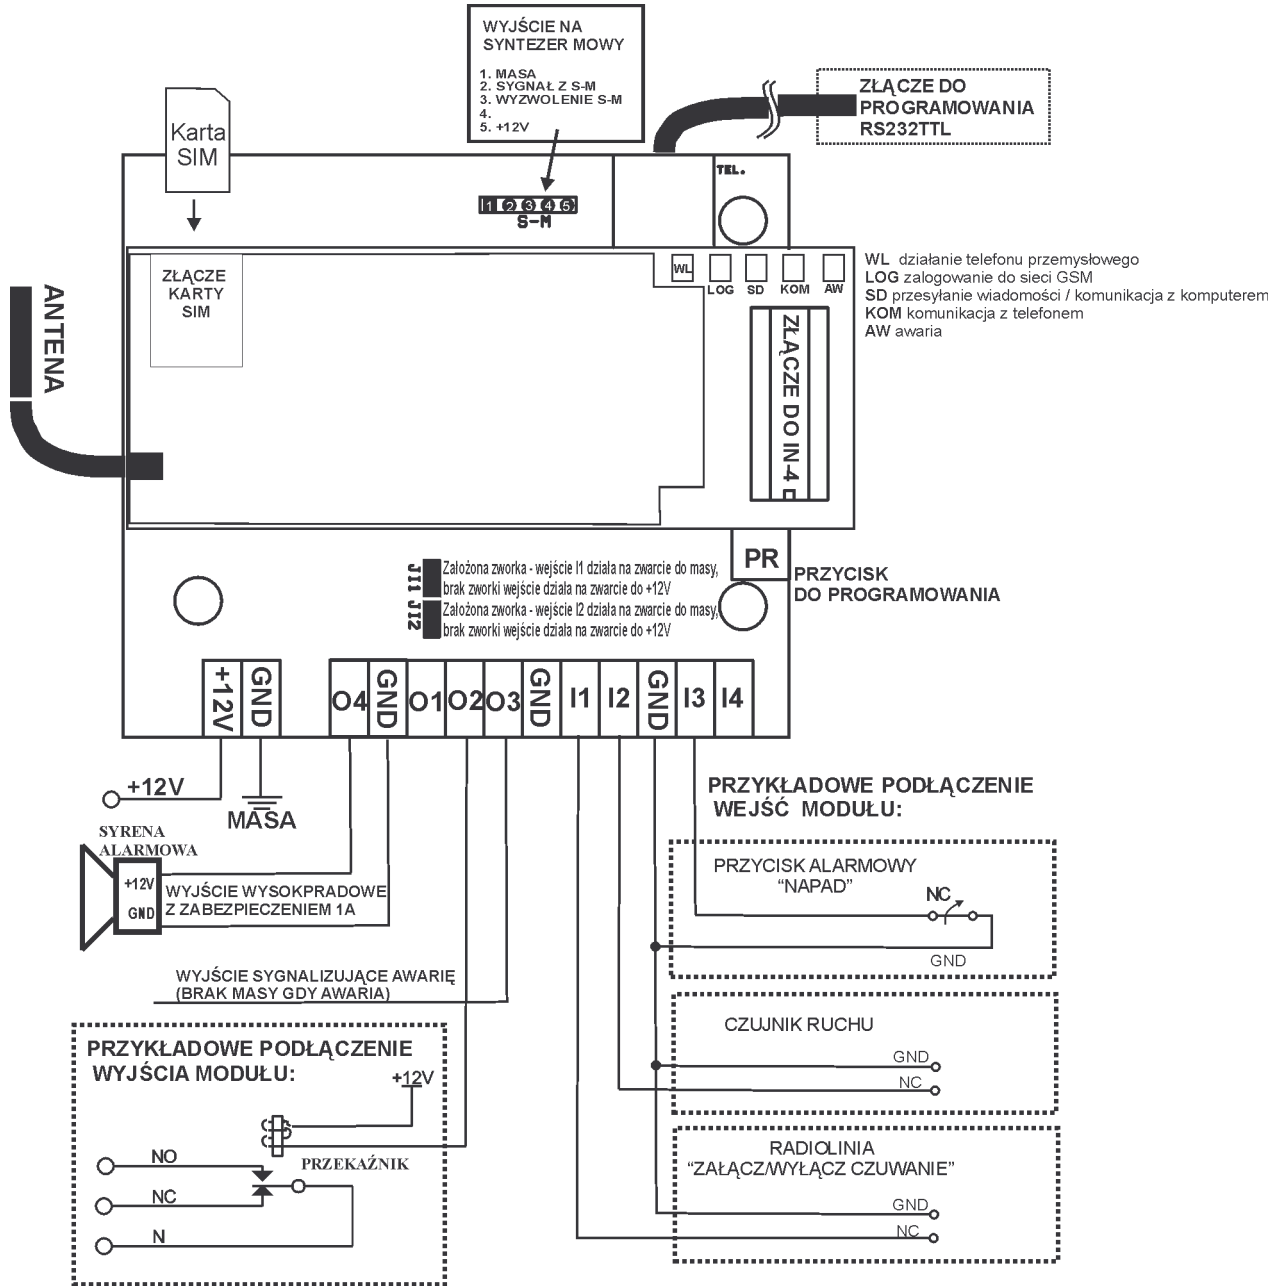 WYJŚCIE NA
SYNTEZER MOWY
1. MASA
2. SYGNAŁ Z S-M
3. WYZWOLENIE S-M
4.
5. +12V
ZŁĄCZE DO
PROGRAMOWANIA
RS232TTL
Karta
SIM
TEL.
1 2 3 4 5
S-M
ZŁĄCZE
KARTY
SIM
WL
LOG
SD
KOM
AW
WL działanie telefonu przemysłowego
LOG zalogowanie do sieci GSM
SD przesyłanie wiadomości / komunikacja z komputerem
KOM komunikacja z telefonem
AW awaria
ANTENA
ZŁĄCZE DO IN-4
PR
PRZYCISK
DO PROGRAMOWANIA
JI1
Założona zworka - wejście I1 działa na zwarcie do masy,
brak zworki wejście działa na zwarcie do +12V
JI2
Założona zworka - wejście I2 działa na zwarcie do masy,
brak zworki wejście działa na zwarcie do +12V
+12V
GND
O4
GND
O1
O2
O3
GND
I1
I2
GND
I3
I4
+12V
MASA
SYRENA
ALARMOWA
+12V
GND
WYJŚCIE WYSOKPRADOWE
Z ZABEZPIECZENIEM 1A
WYJŚCIE SYGNALIZUJĄCE AWARIĘ
(BRAK MASY GDY AWARIA)
PRZYKŁADOWE PODŁĄCZENIE
WYJŚCIA MODUŁU:
+12V
PRZEKAŹNIK
NO
NC
N
PRZYKŁADOWE PODŁĄCZENIE
WEJŚĆ MODUŁU:
PRZYCISK ALARMOWY
“NAPAD”
NC
GND
CZUJNIK RUCHU
GND
NC
RADIOLINIA
“ZAŁĄCZ/WYŁĄCZ CZUWANIE”
GND
NC